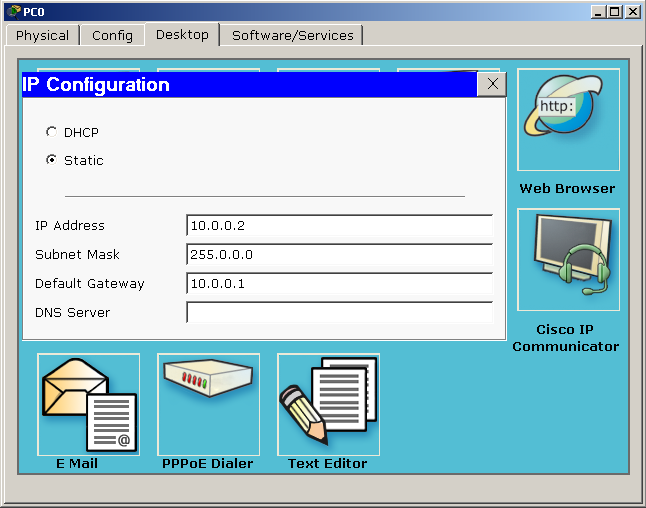 PC0
Physical Config Desktop Software/Services
IP Configuration X
http:
DHCP
Static
Web Browser
IP Address 10.0.0.2
Subnet Mask 255.0.0.0
Default Gateway 10.0.0.1
DNS Server
Cisco IP
Communicator
@
E Mail PPPoE Dialer Text Editor